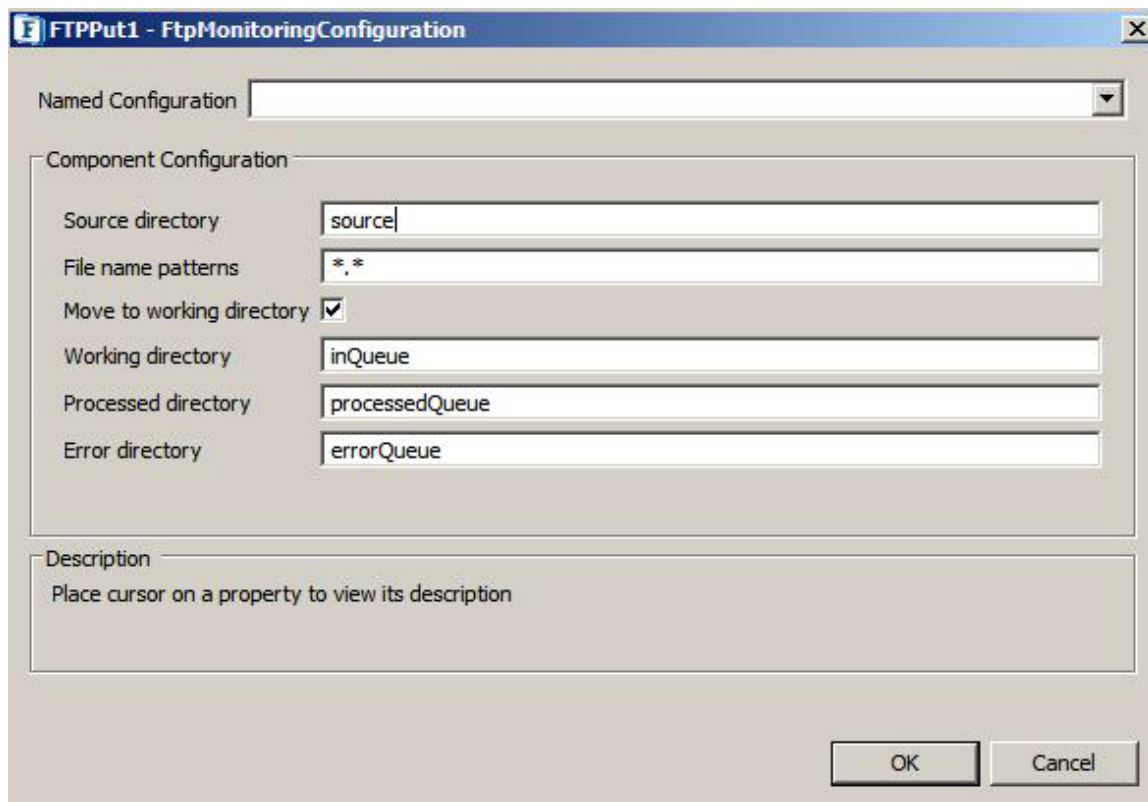 FTPPut1 - FtpMonitoringConfiguration
Named Configuration
Component Configuration
Source directory source
File name patterns *.*
Move to working directory
Working directory inQueue
Processed directory processedQueue
Error directory errorQueue
Description
Place cursor on a property to view its description
OK Cancel